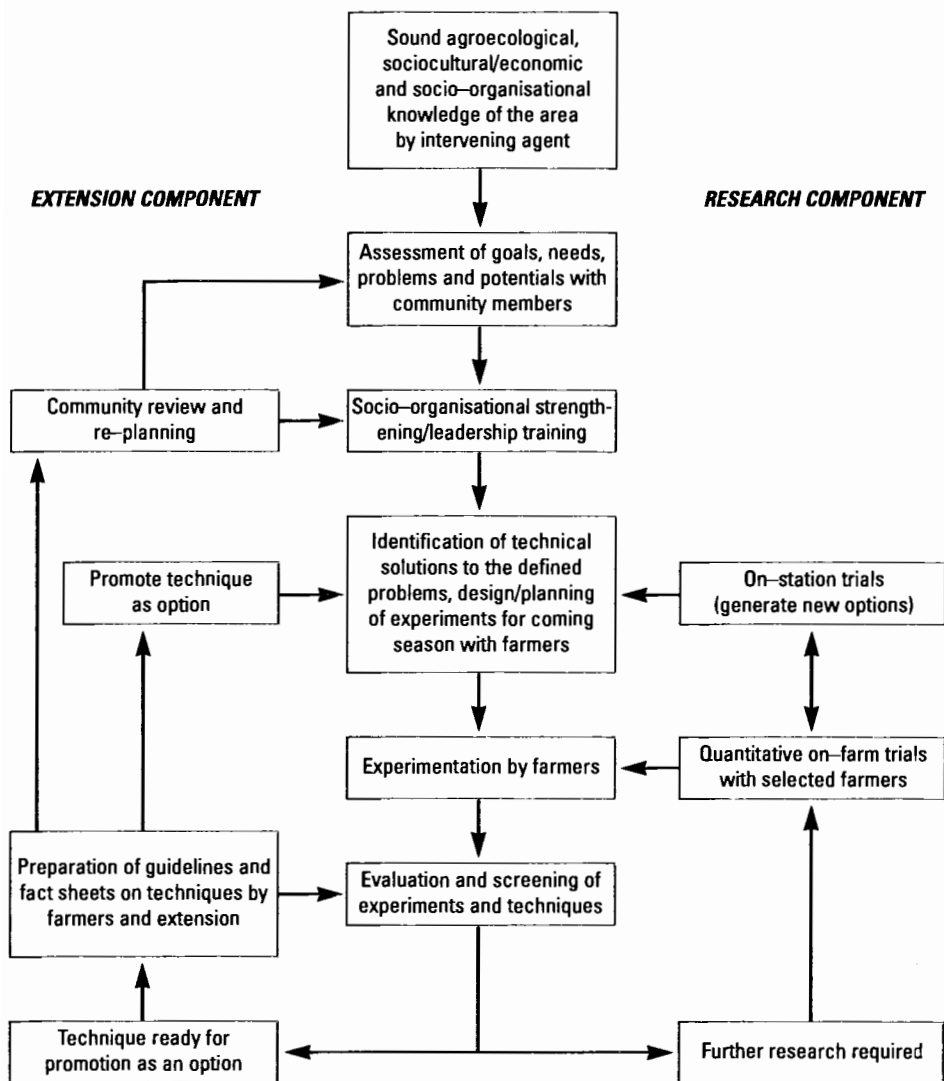 Sound agroecological,
sociocultural/economic
and socio–organisational
knowledge of the area
by intervening agent
EXTENSION COMPONENT
RESEARCH COMPONENT
Assessment of goals, needs,
problems and potentials with
community members
Community review and
re–planning
Socio–organisational strength-
ening/leadership training
Identification of technical
solutions to the defined
problems, design/planning
of experiments for coming
season with farmers
Promote technique
as option
On–station trials
(generate new options)
Experimentation by farmers
Quantitative on–farm trials
with selected farmers
Preparation of guidelines and
fact sheets on techniques by
farmers and extension
Evaluation and screening of
experiments and techniques
Technique ready for
promotion as an option
Further research required